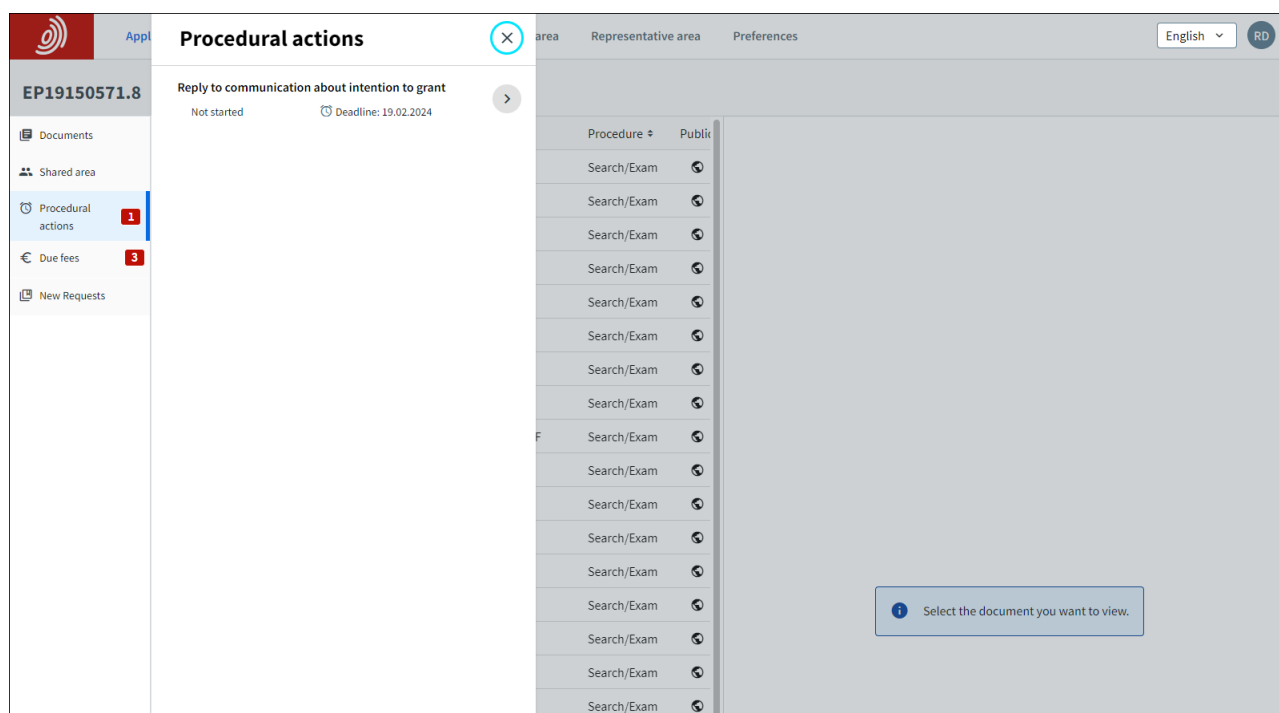 Appl
Procedural actions
area
Representative area
Preferences
English
RD
EP19150571.8
Documents
Shared area
Procedural
actions
1
Due fees
3
New Requests
Reply to communication about intention to grant
Not started
Deadline: 19.02.2024
Procedure
Public
Search/Exam
Search/Exam
Search/Exam
Search/Exam
Search/Exam
Search/Exam
Search/Exam
Search/Exam
F Search/Exam
Search/Exam
Search/Exam
Search/Exam
Search/Exam
Search/Exam
Search/Exam
Search/Exam
Search/Exam
Select the document you want to view.